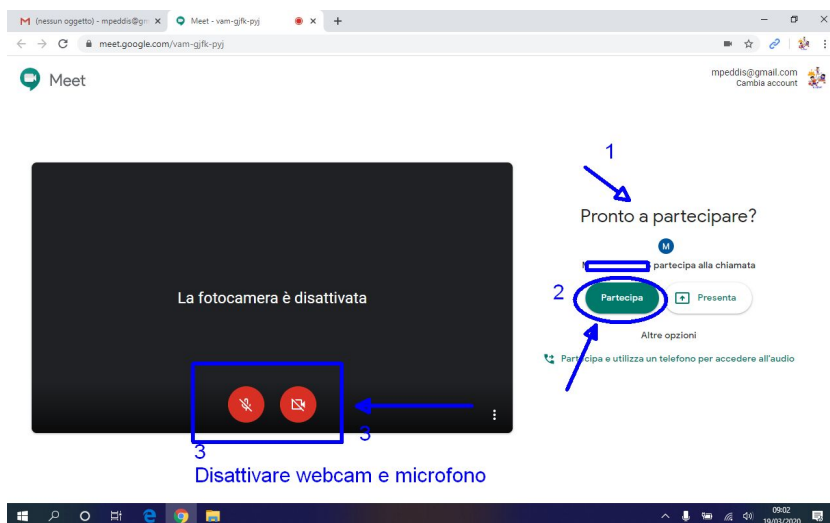 (nessun oggetto) - mpeddis@gm
Meet - vam-gjfk-pyj
meet.google.com/vam-gjfk-pyj
Meet
mpeddis@gmail.com
Cambia account
1
Pronto a partecipare?
M
partecipa alla chiamata
La fotocamera è disattivata
2
Partecipa
Presenta
Altre opzioni
Partecipa e utilizza un telefono per accedere all'audio
3
3
Disattivare webcam e microfono
09:02
19/03/2020